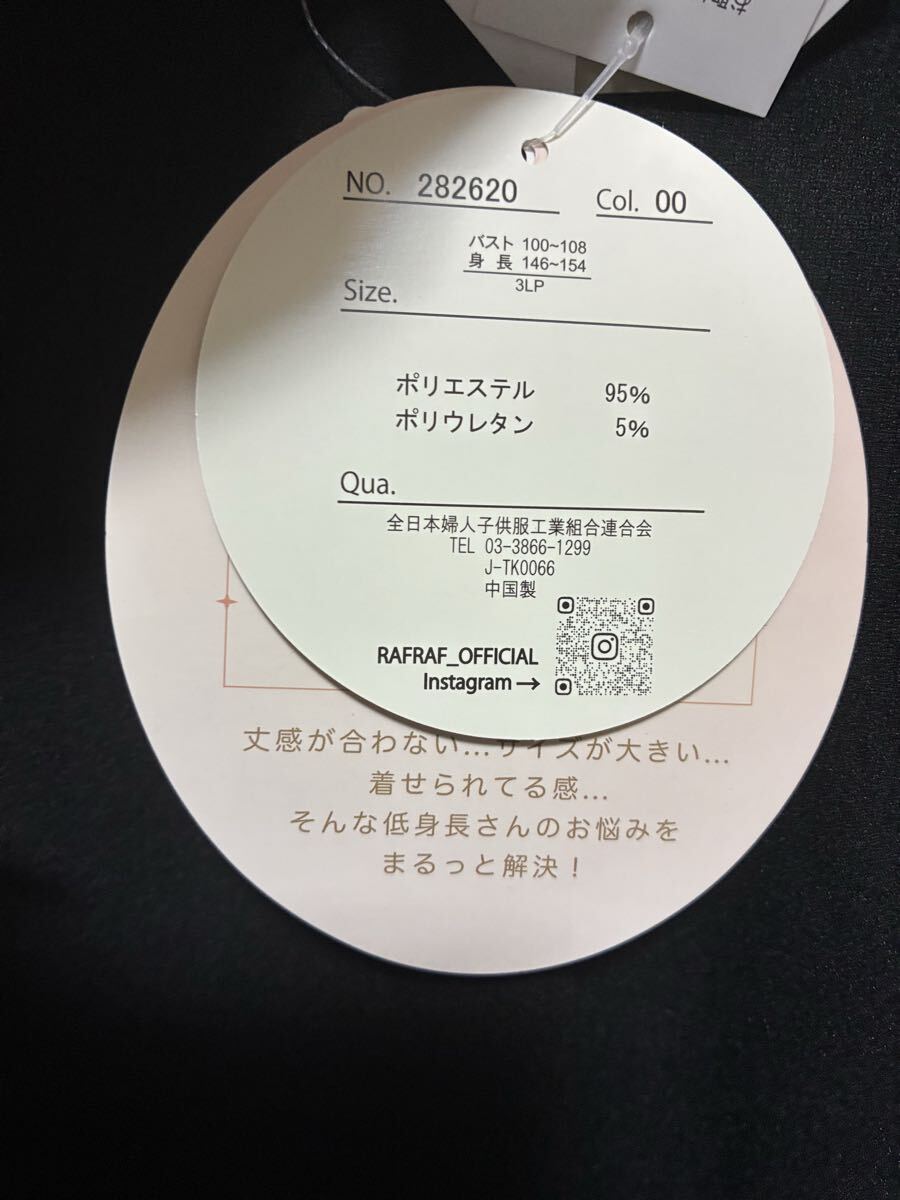 NO. 282620 Col. 00
バスト 100~108
身 長 146~154
3LP
Size.
ポリエステル 95%
ポリウレタン 5%
Qua.
全日本婦人子供服工業組合連合会
TEL 03-3866-1299
J-TK0066
中国製
RAFRAF_OFFICIAL
Instagram→
丈感が合わない...サイズが大きい...
着せられてる感...
そんな低身長さんのお悩みを
まるっと解決！